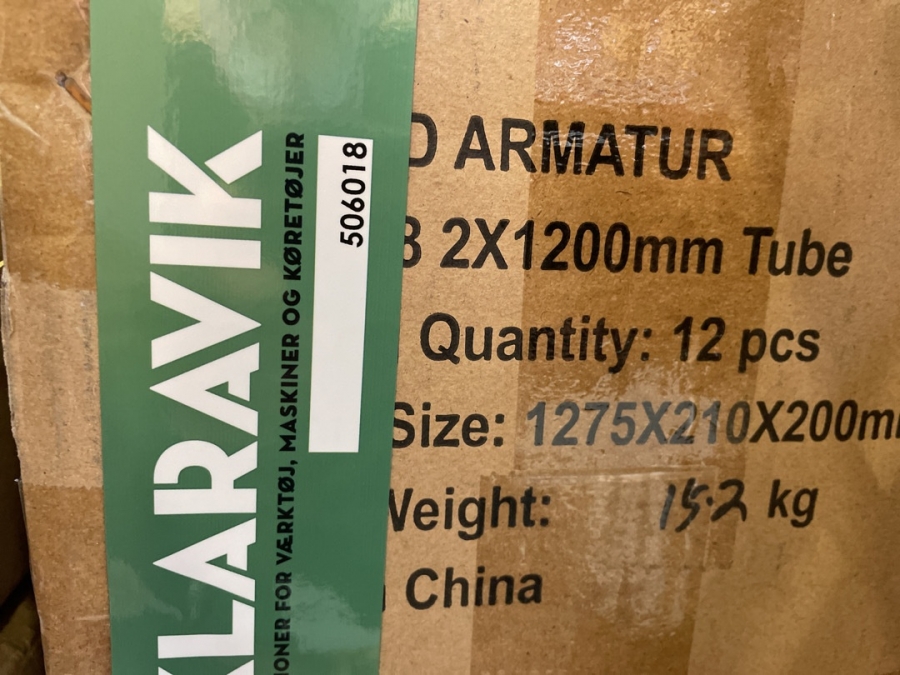 KLARAVIK
IONER FOR VÆRKTØJ, MASKINER OG KØRETØJER
506018
D ARMATUR
8 2X1200mm Tube
Quantity: 12 pcs
Size: 1275X210X200m
Weight: 15.2 kg
China